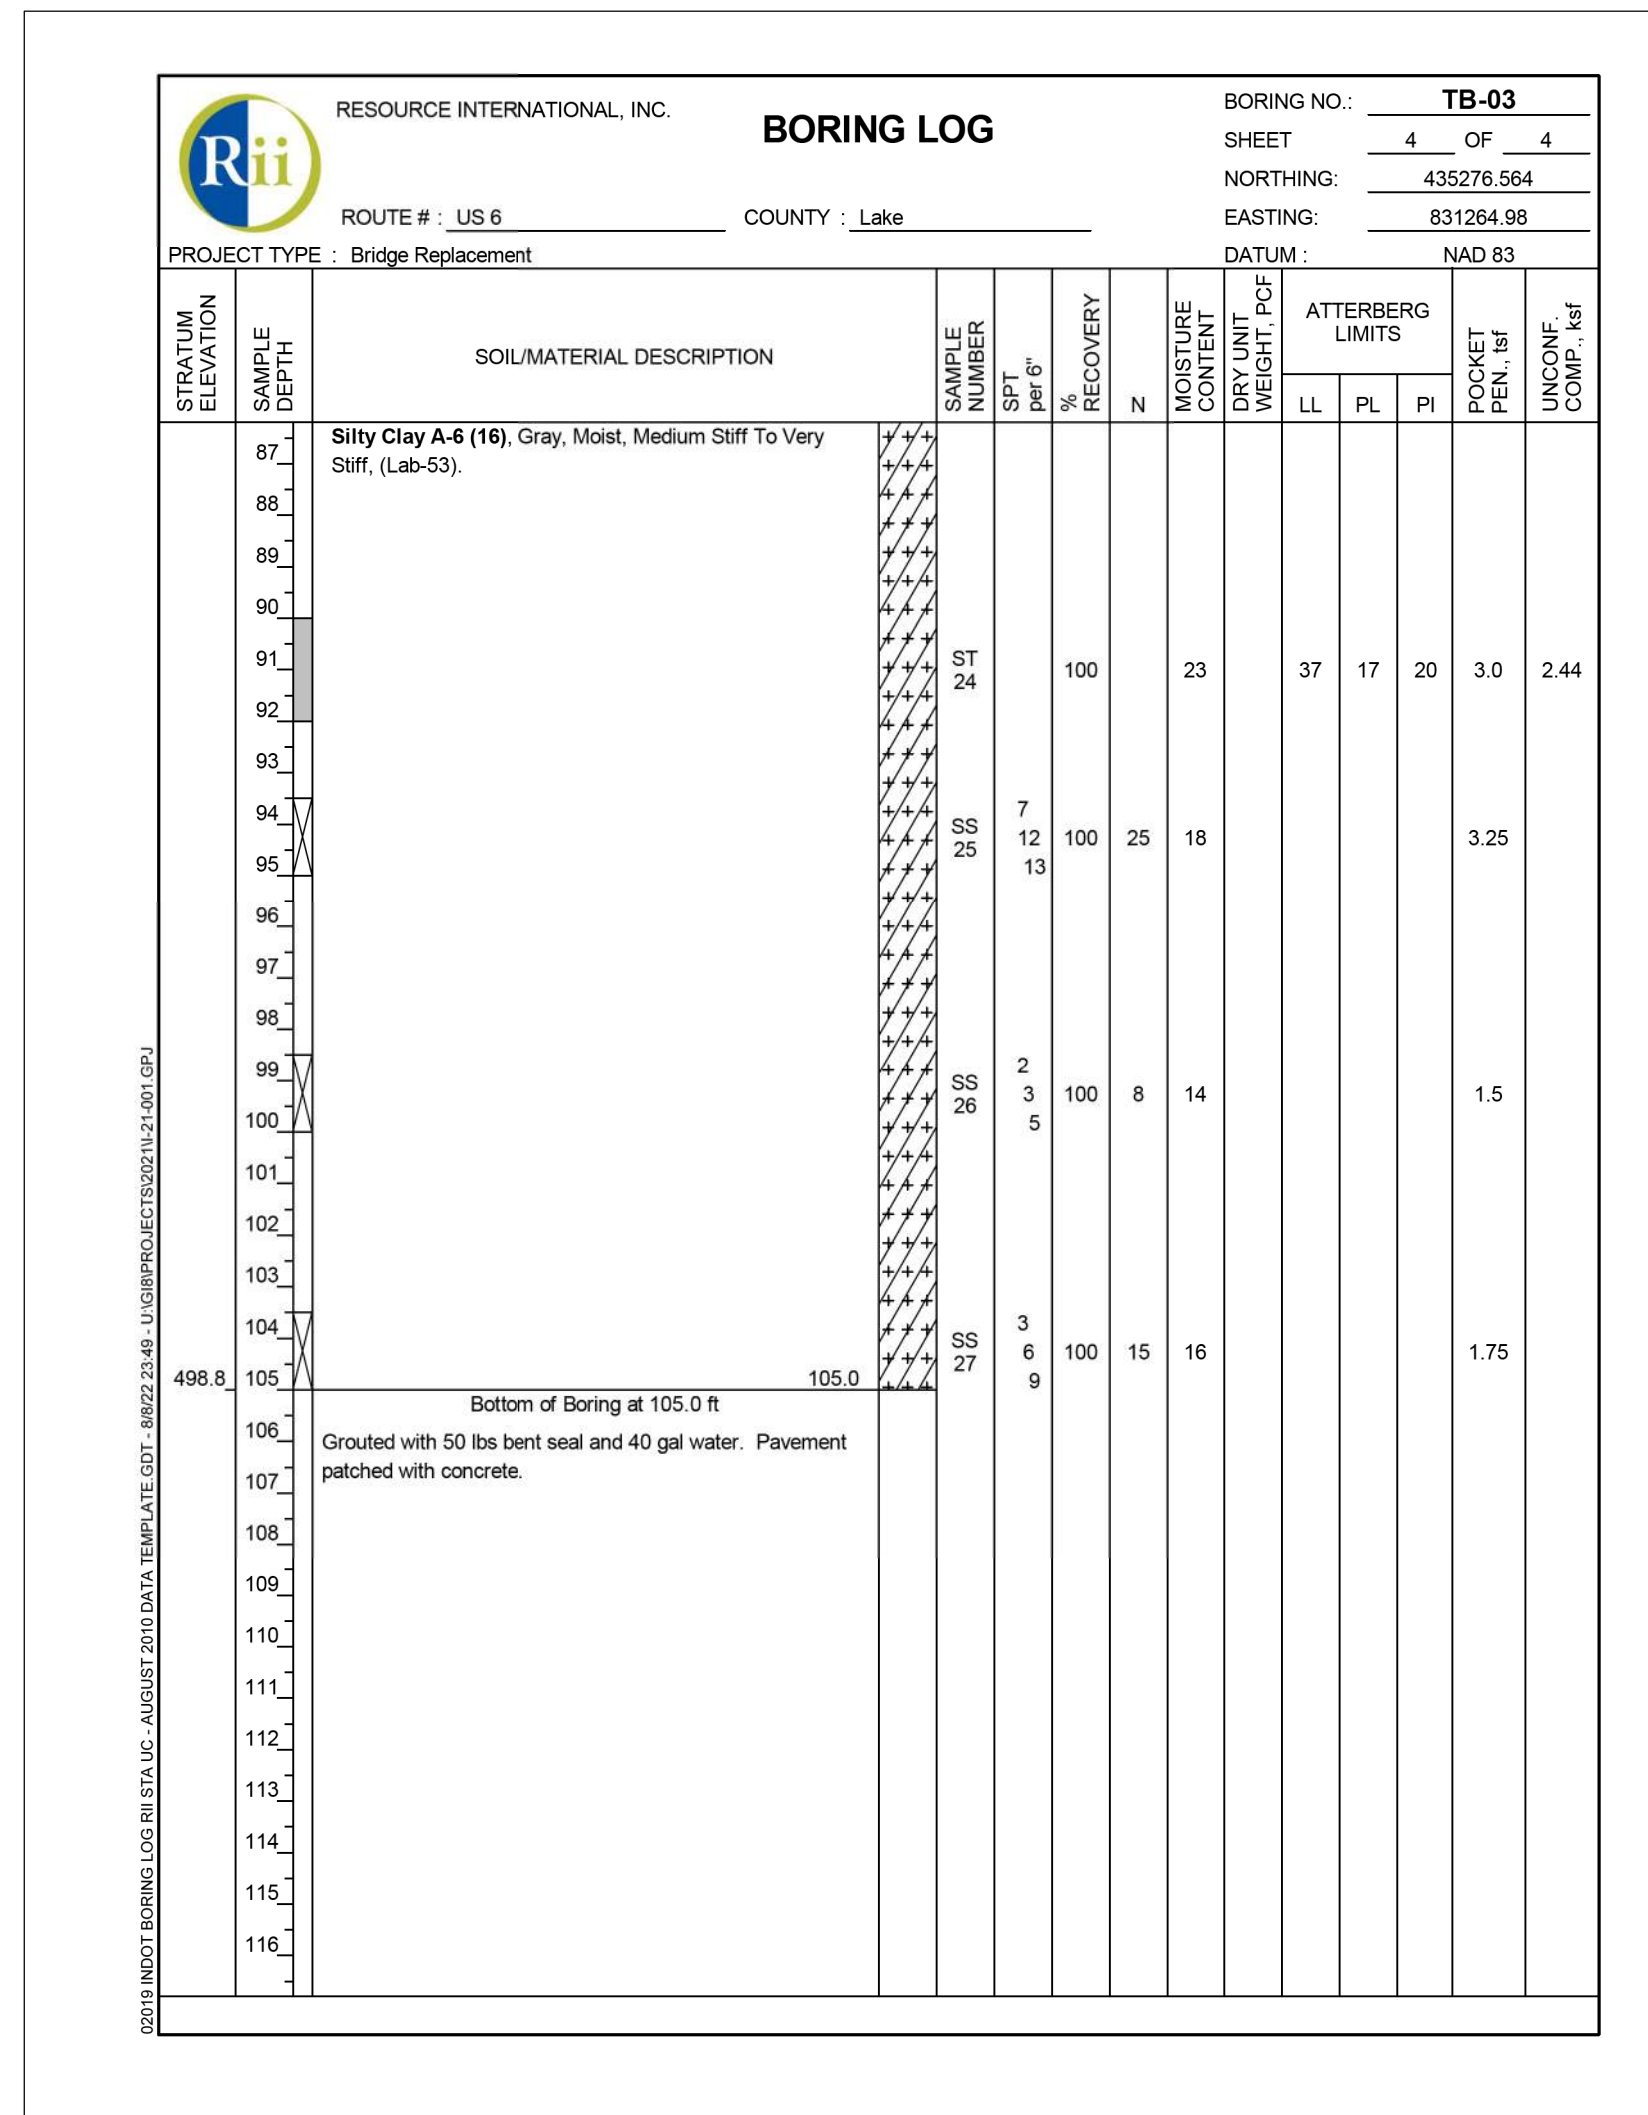 Rii
RESOURCE INTERNATIONAL, INC.
BORING LOG
BORING NO.: TB-03
SHEET 4 OF 4
NORTHING: 435276.564
ROUTE # : US 6 COUNTY : Lake EASTING: 831264.98
PROJECT TYPE : Bridge Replacement DATUM : NAD 83
STRATUM ELEVATION
SAMPLE DEPTH
SOIL/MATERIAL DESCRIPTION
SAMPLE NUMBER
SPT per 6"
% RECOVERY
N
MOISTURE CONTENT
DRY UNIT WEIGHT, PCF
ATTERBERG LIMITS
LL PL PI
POCKET PEN., tsf
UNCONF. COMP., ksf
Silty Clay A-6 (16), Gray, Moist, Medium Stiff To Very
87
Stiff, (Lab-53).
88
89
90
91 ST 24 100 23 37 17 20 3.0 2.44
92
93
94
SS 25 7 12 13 100 25 18 3.25
95
96
97
98
99
SS 26 2 3 5 100 8 14 1.5
100
101
102
103
104
SS 27 3 6 9 100 15 16 1.75
498.8 105 105.0
Bottom of Boring at 105.0 ft
106
Grouted with 50 lbs bent seal and 40 gal water. Pavement
patched with concrete.
107
108
109
110
111
112
113
114
115
116
02019 INDOT BORING LOG RII STA UC - AUGUST 2010 DATA TEMPLATE.GDT - 8/8/22 23:49 - U:\GI8\PROJECTS\2021\I-21-001.GPJ